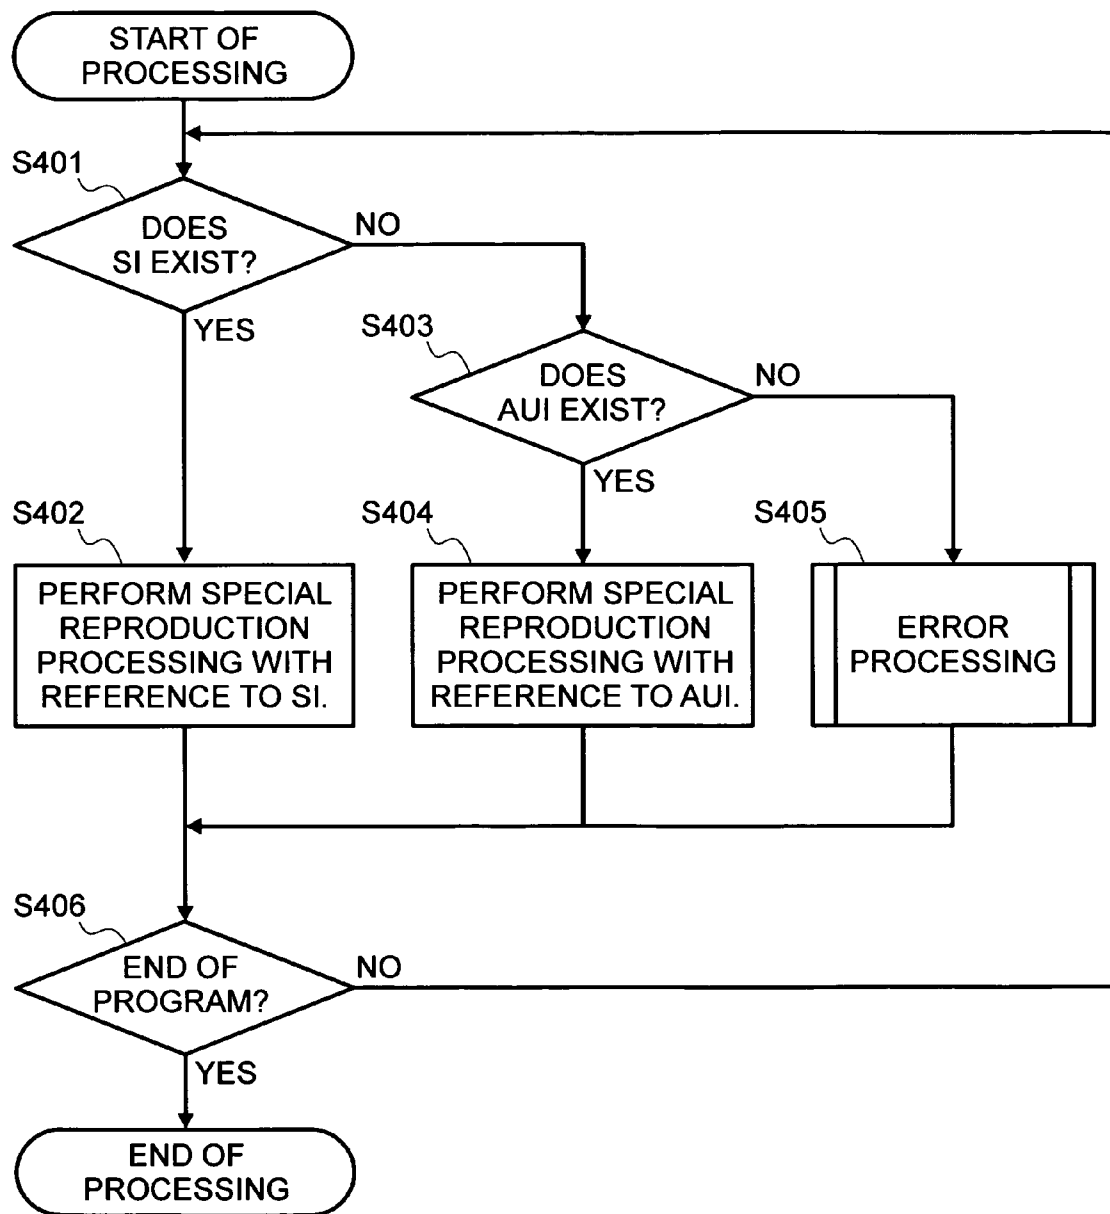 START OF
PROCESSING
S401
DOES
SI EXIST?
NO
YES
S403
DOES
AUI EXIST?
NO
YES
S402
PERFORM SPECIAL
REPRODUCTION
PROCESSING WITH
REFERENCE TO SI.
S404
PERFORM SPECIAL
REPRODUCTION
PROCESSING WITH
REFERENCE TO AUI.
S405
ERROR
PROCESSING
S406
END OF
PROGRAM?
NO
YES
END OF
PROCESSING